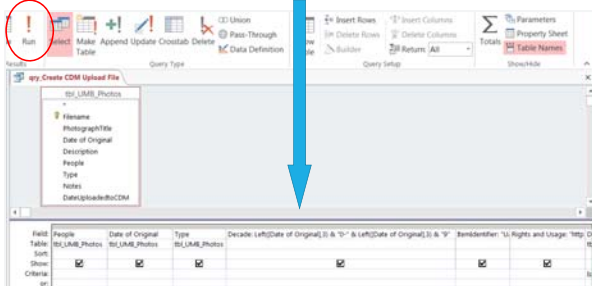 Run
Select
Make Table
Append
Update
Crosstab
Delete
Union
Pass-Through
Data Definition
Insert Rows
Delete Rows
Builder
Insert Columns
Delete Columns
Return: All
Totals
Parameters
Property Sheet
Table Names
Query Type
Query Setup
Show/Hide
qry_Create CDM Upload File
tbl_UMB_Photos
*
Filename
PhotographTitle
Date of Original
Description
People
Type
Notes
DateUploadedtoCDM
Field: People Date of Original Type Decade: Left([Date of Original],3) & "0-" & Left([Date of Original],3) & "9" Rights and Usage: "http
Table: tbl_UMB_Photos tbl_UMB_Photos tbl_UMB_Photos
Sort:
Show:
Criteria:
or: